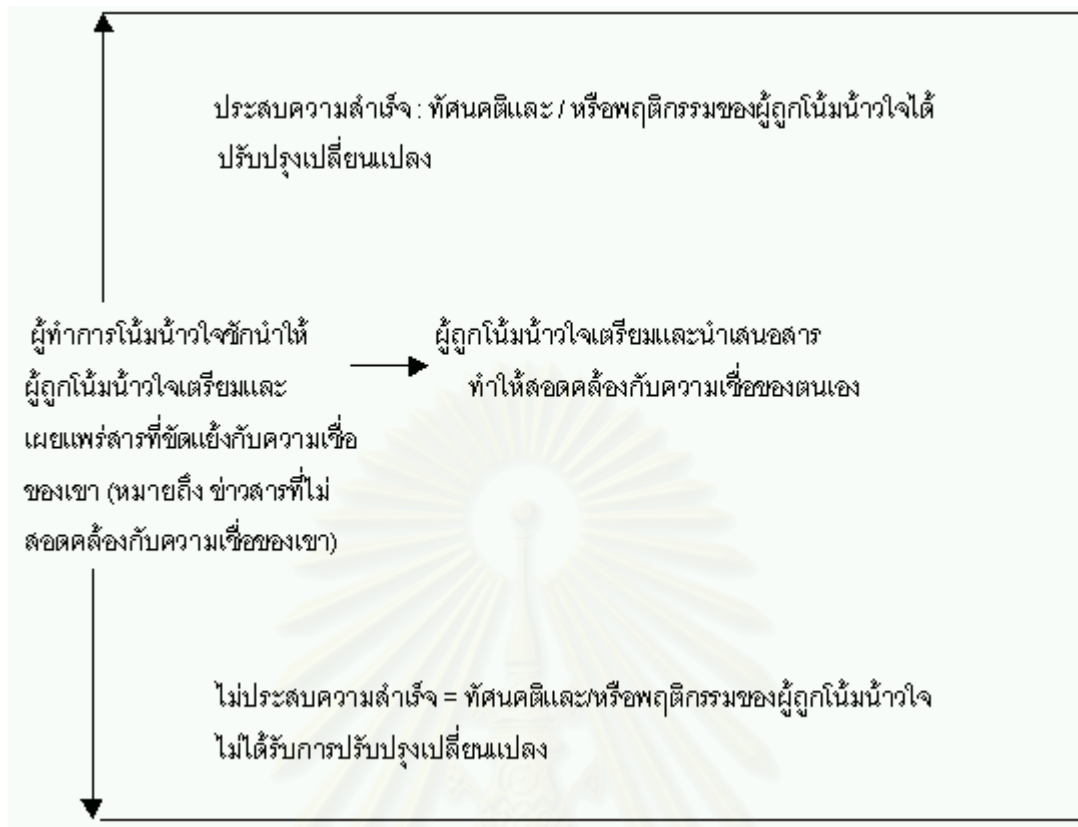 ประสบความสำเร็จ : ทัศนคติและ / หรือพฤติกรรมของผู้ถูกโน้มน้าวใจได้
ปรับปรุงเปลี่ยนแปลง
ผู้ทำการโน้มน้าวใจชักนำให้
ผู้ถูกโน้มน้าวใจเตรียมและ
เผยแพร่สารที่ขัดแย้งกับความเชื่อ
ของเขา (หมายถึง ข่าวสารที่ไม่
สอดคล้องกับความเชื่อของเขา)
ผู้ถูกโน้มน้าวใจเตรียมและนำเสนอสาร
ทำให้สอดคล้องกับความเชื่อของตนเอง
ไม่ประสบความสำเร็จ = ทัศนคติและ/หรือพฤติกรรมของผู้ถูกโน้มน้าวใจ
ไม่ได้รับการปรับปรุงเปลี่ยนแปลง